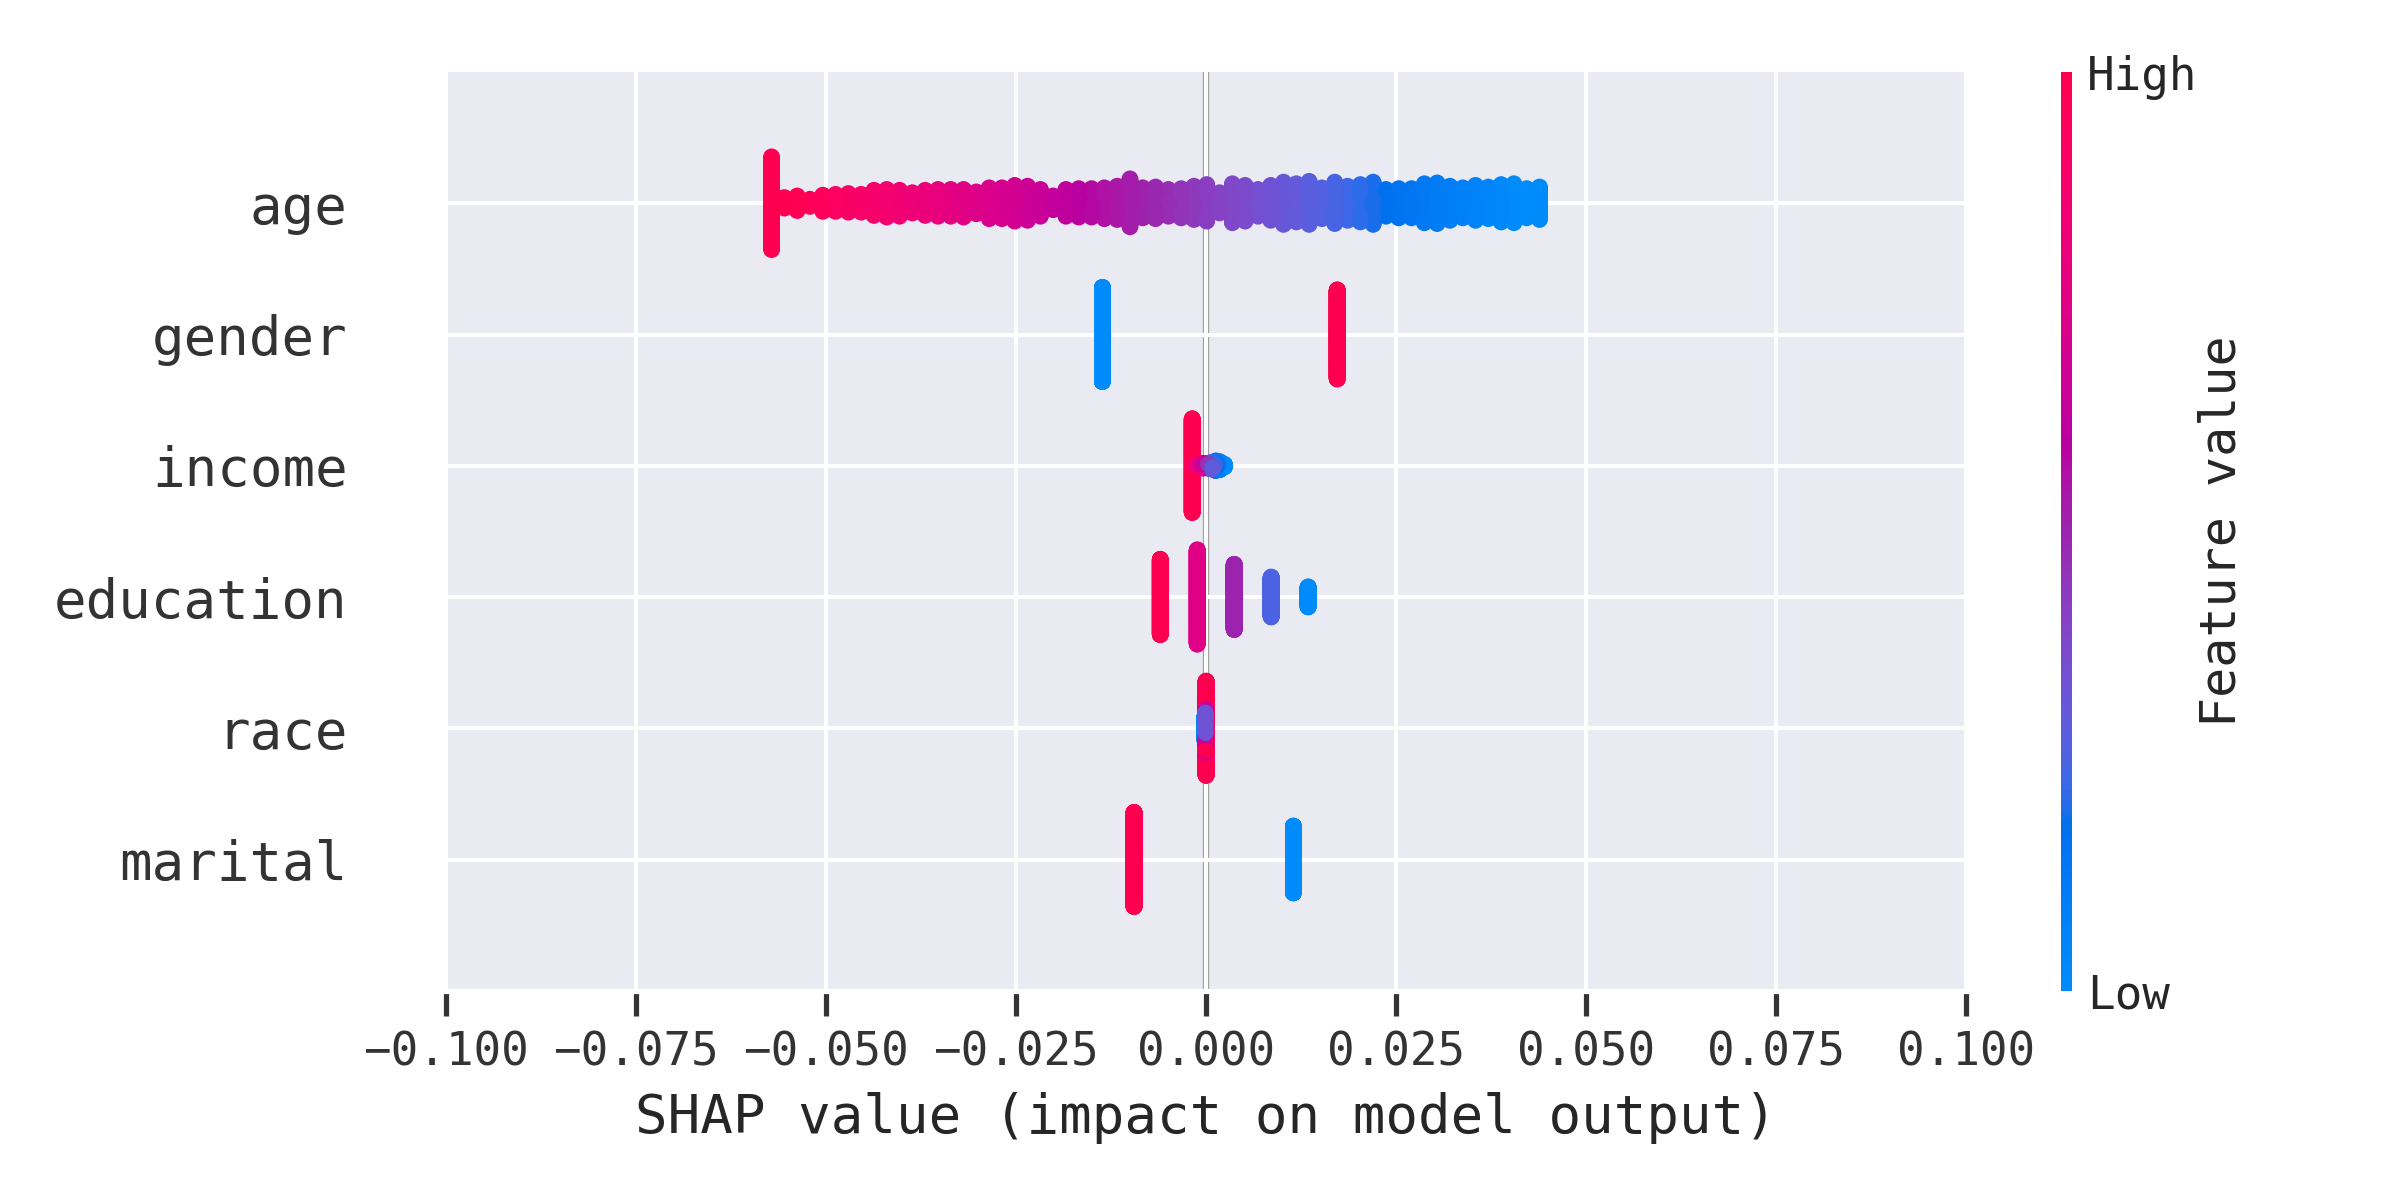 High
age
gender
income
education
race
marital
Feature value
Low
−0.100 −0.075 −0.050 −0.025 0.000 0.025 0.050 0.075 0.100
SHAP value (impact on model output)